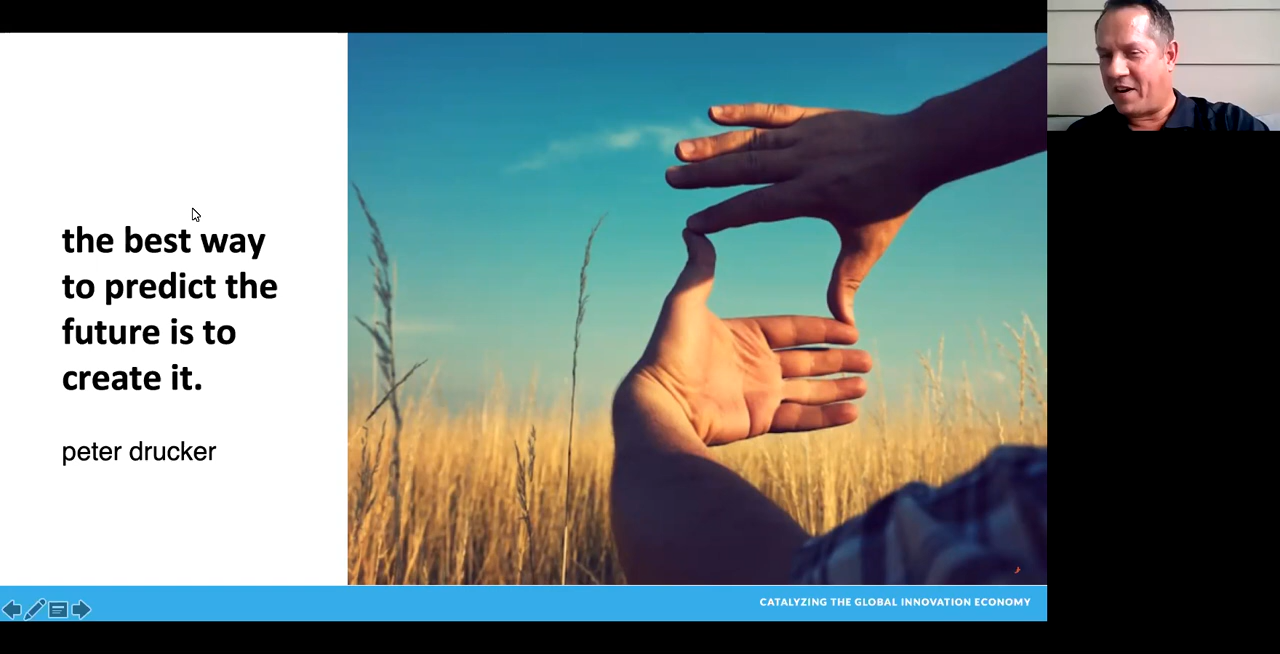 the best way
to predict the
future is to
create it.
peter drucker
CATALYZING THE GLOBAL INNOVATION ECONOMY